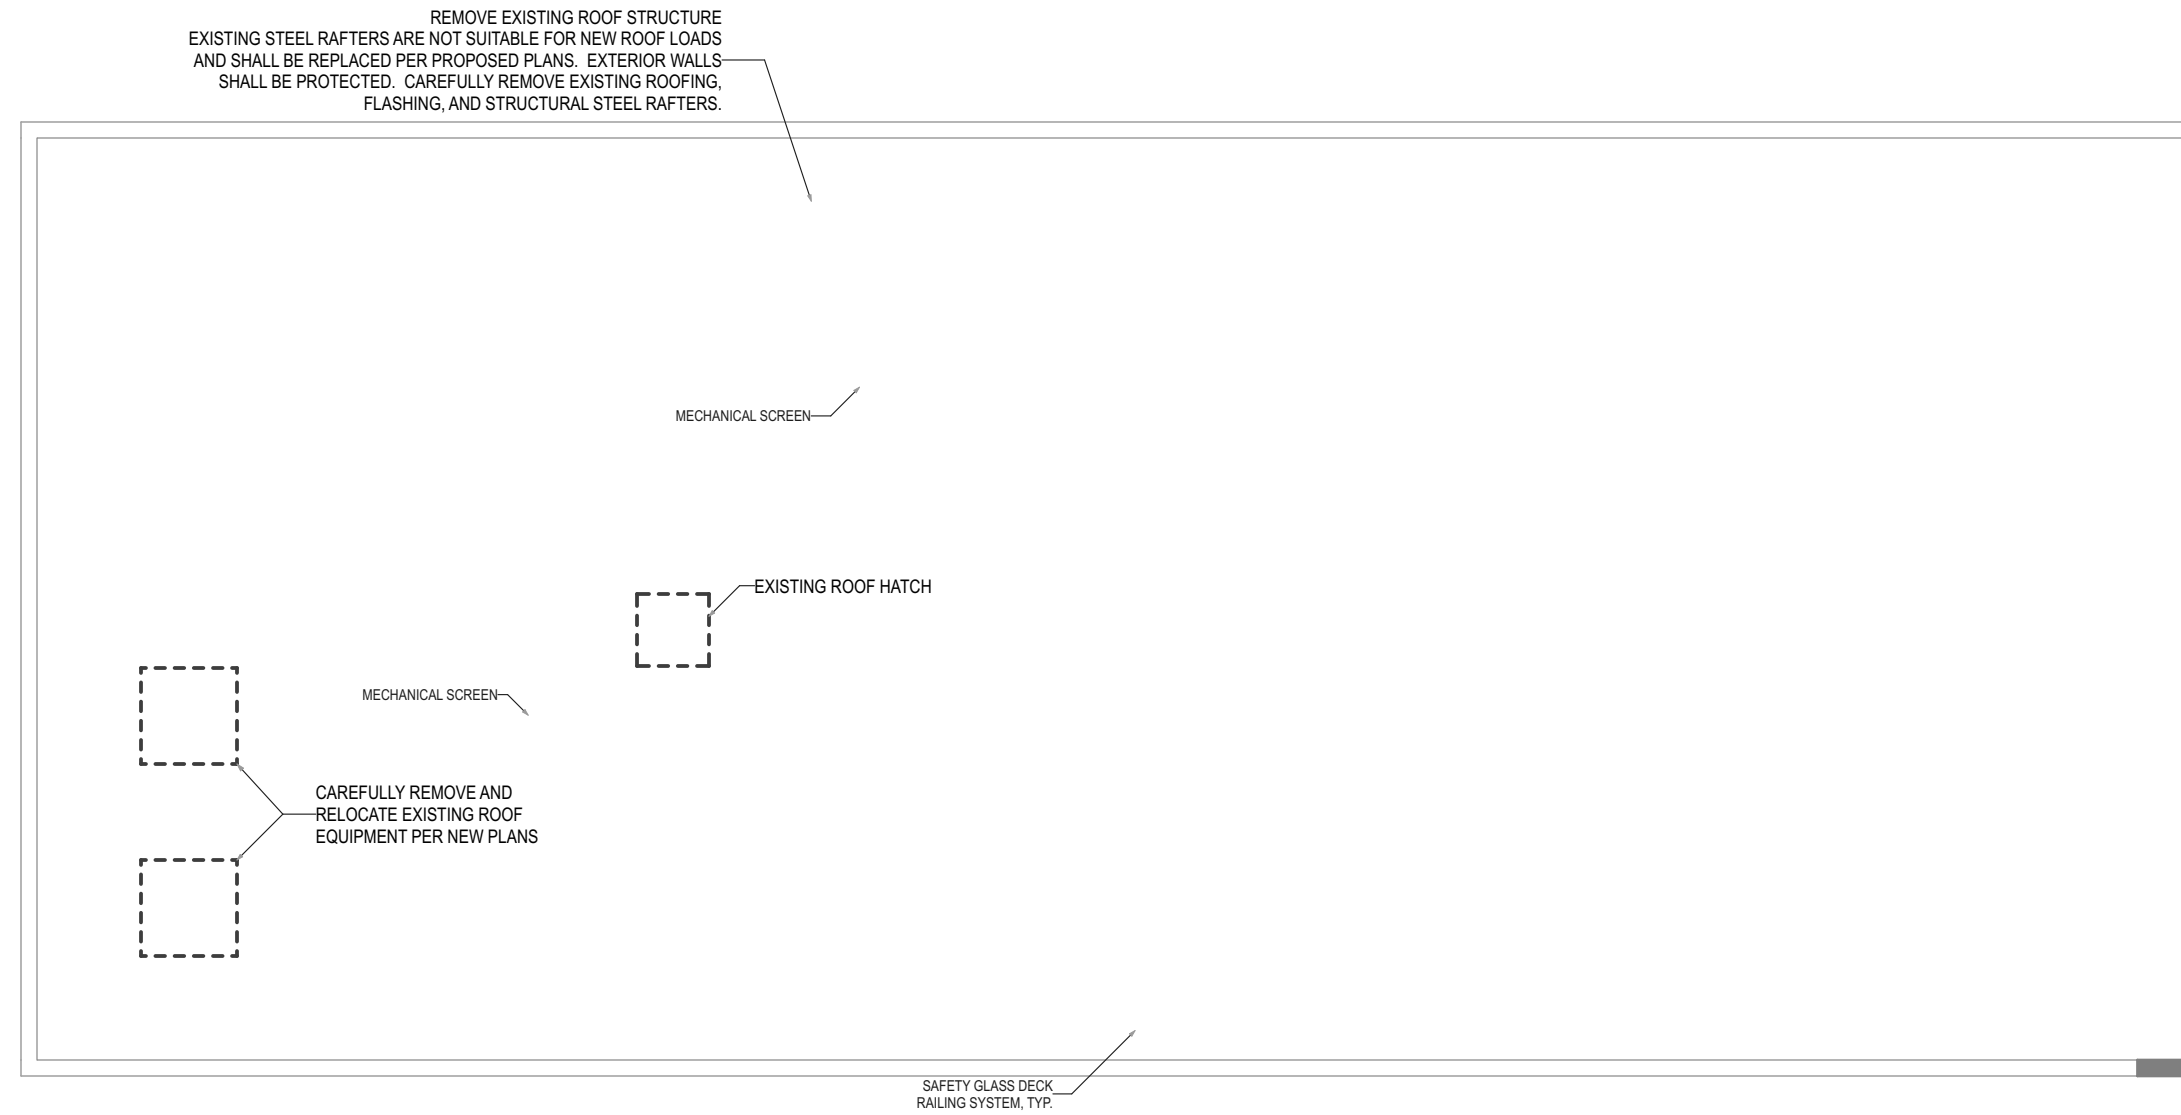 REMOVE EXISTING ROOF STRUCTURE
EXISTING STEEL RAFTERS ARE NOT SUITABLE FOR NEW ROOF LOADS
AND SHALL BE REPLACED PER PROPOSED PLANS.  EXTERIOR WALLS
SHALL BE PROTECTED.  CAREFULLY REMOVE EXISTING ROOFING,
FLASHING, AND STRUCTURAL STEEL RAFTERS.
MECHANICAL SCREEN
EXISTING ROOF HATCH
MECHANICAL SCREEN
CAREFULLY REMOVE AND
RELOCATE EXISTING ROOF
EQUIPMENT PER NEW PLANS
SAFETY GLASS DECK
RAILING SYSTEM, TYP.